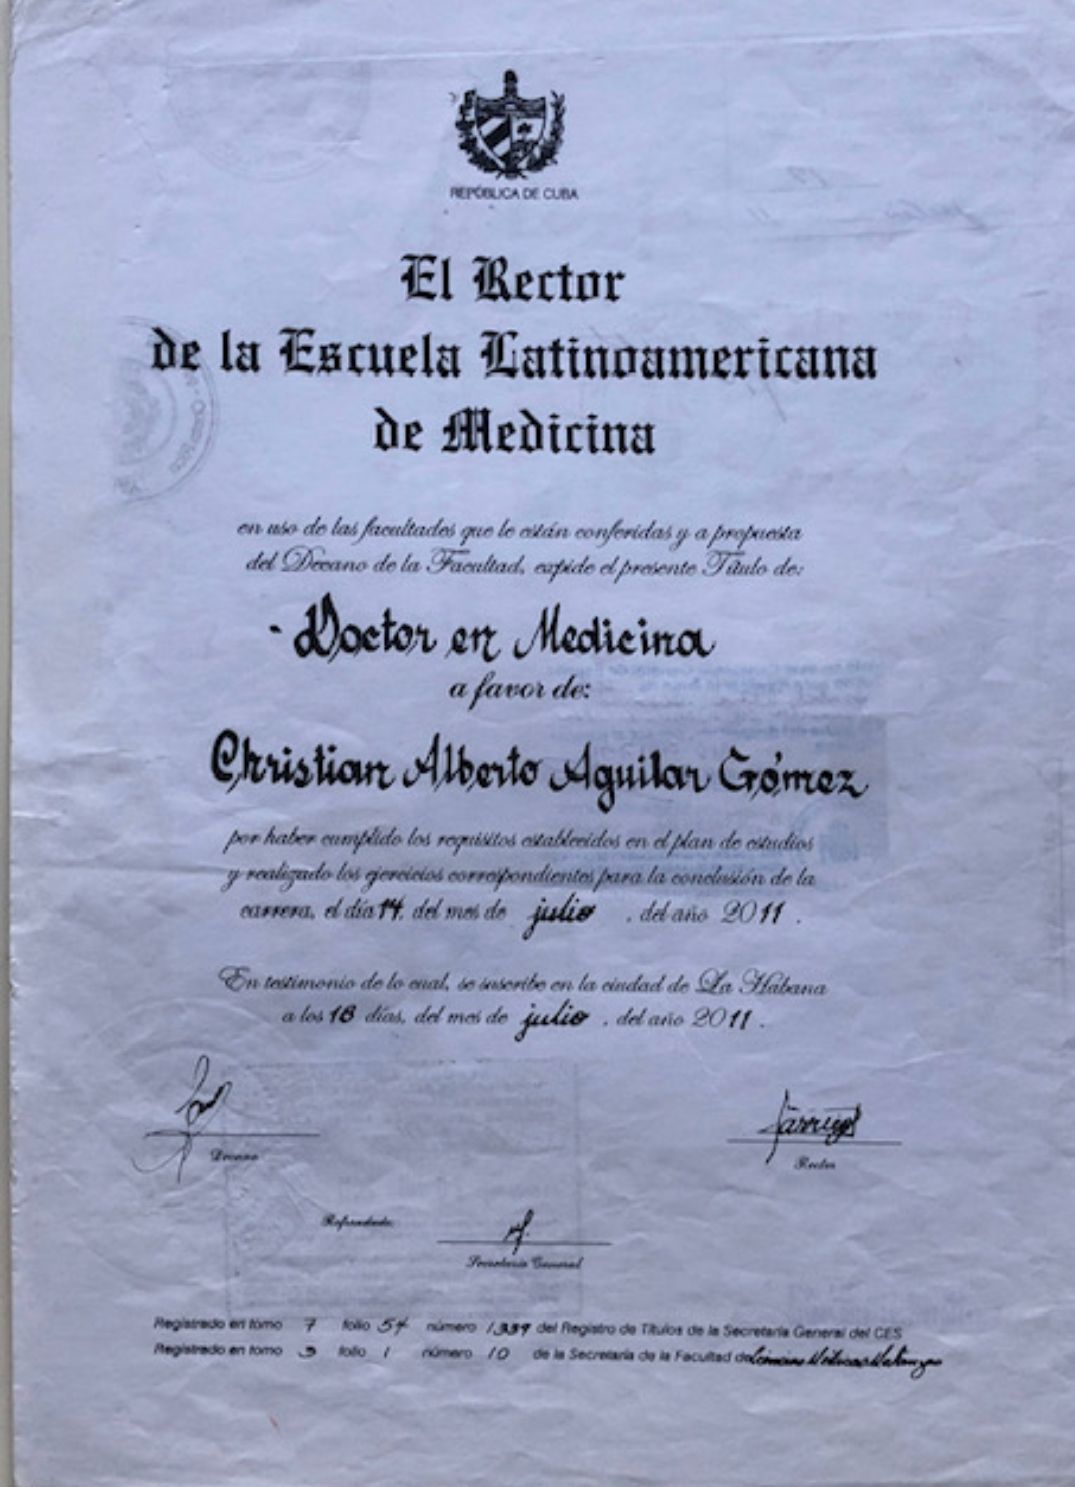 REPÚBLICA DE CUBA
El Rector
de la Escuela Latinoamericana
de Medicina
en uso de las facultades que le están conferidas y a propuesta
del Decano de la Facultad, expide el presente Título de:
- Doctor en Medicina
a favor de:
Christian Alberto Aguilar Gómez
por haber cumplido los requisitos establecidos en el plan de estudios
y realizado los ejercicios correspondientes para la conclusión de la
carrera, el día 14, del mes de julio, del año 2011.
En testimonio de lo cual, se suscribe en la ciudad de La Habana
a los 18 días, del mes de julio, del año 2011.
Decano
Rector
Refrendado:
Secretario General
Registrado en tomo 7 folio 54 número 1339 del Registro de Títulos de la Secretaría General del CES
Registrado en tomo 3 folio 1 número 10 de la Secretaría de la Facultad de Ciencias Médicas Matanzas